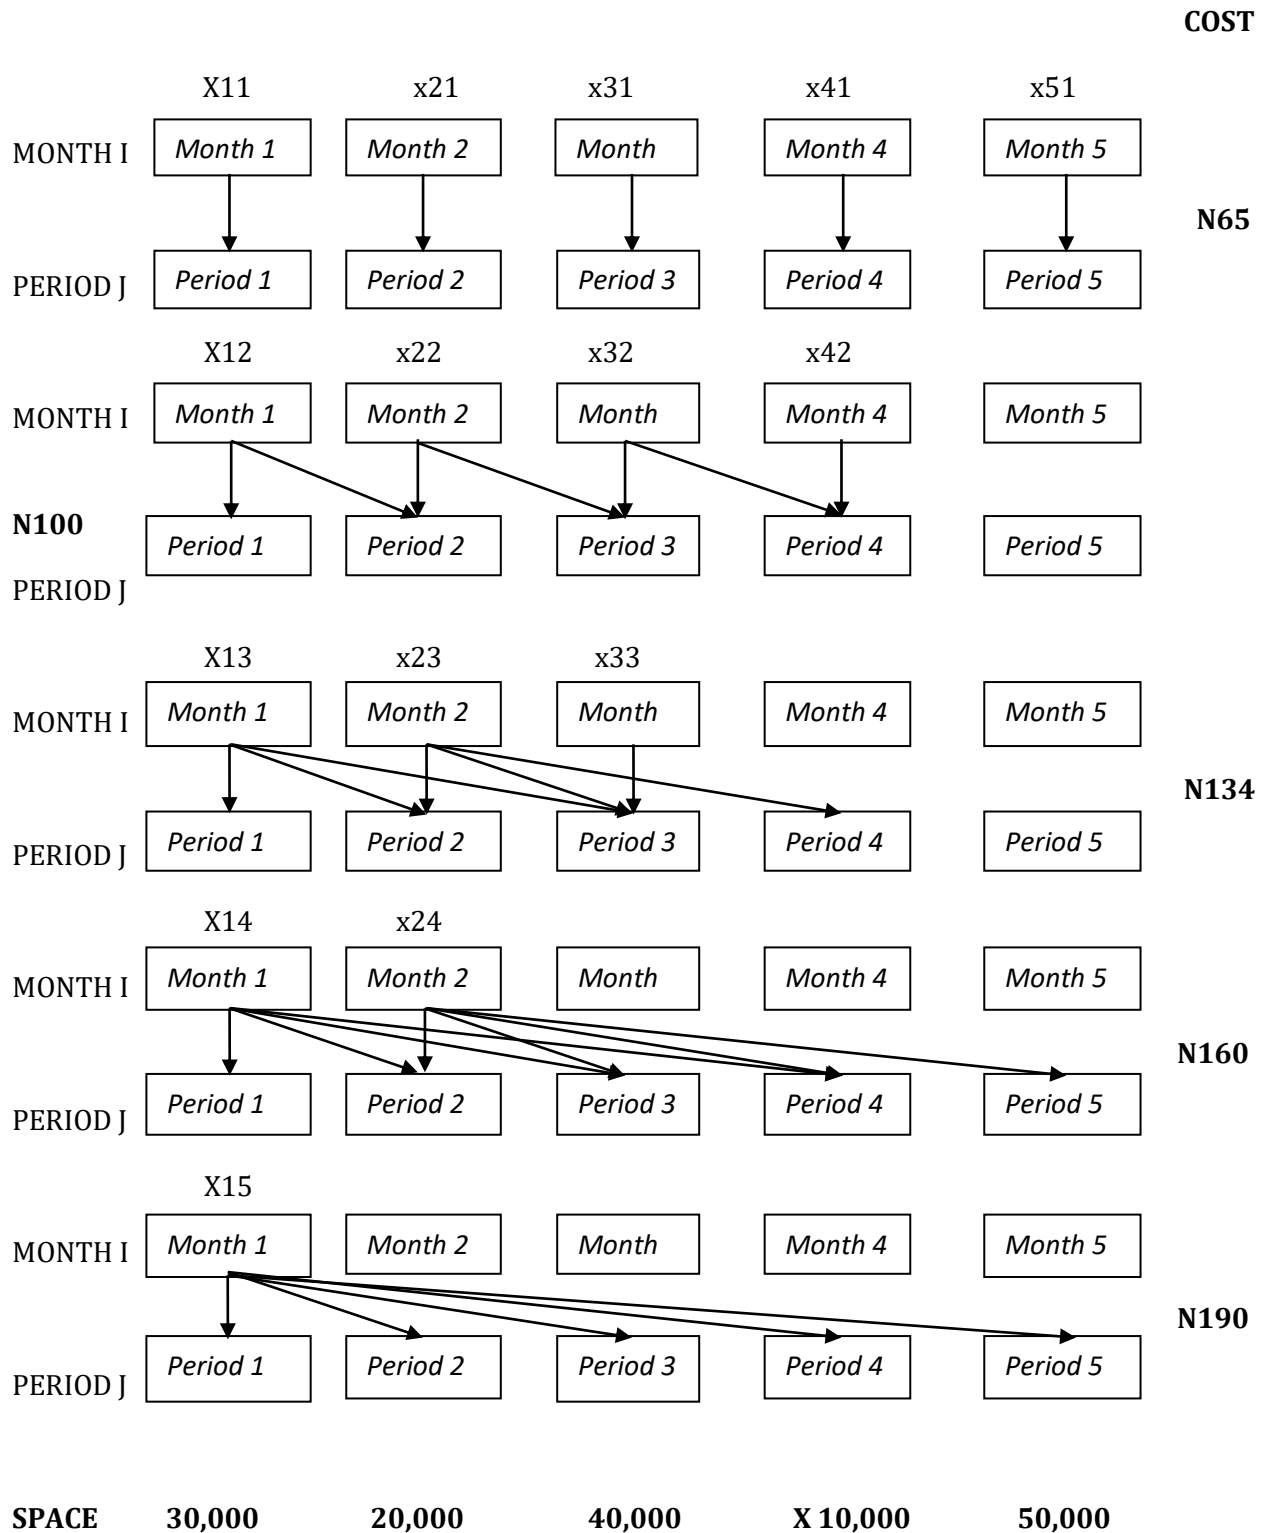 COST
X11 x21 x31 x41 x51
MONTH I Month 1 Month 2 Month Month 4 Month 5
N65
PERIOD J Period 1 Period 2 Period 3 Period 4 Period 5
X12 x22 x32 x42
MONTH I Month 1 Month 2 Month Month 4 Month 5
N100
Period 1 Period 2 Period 3 Period 4 Period 5
PERIOD J
X13 x23 x33
MONTH I Month 1 Month 2 Month Month 4 Month 5
N134
PERIOD J Period 1 Period 2 Period 3 Period 4 Period 5
X14 x24
MONTH I Month 1 Month 2 Month Month 4 Month 5
N160
PERIOD J Period 1 Period 2 Period 3 Period 4 Period 5
X15
MONTH I Month 1 Month 2 Month Month 4 Month 5
N190
PERIOD J Period 1 Period 2 Period 3 Period 4 Period 5
SPACE 30,000 20,000 40,000 X 10,000 50,000